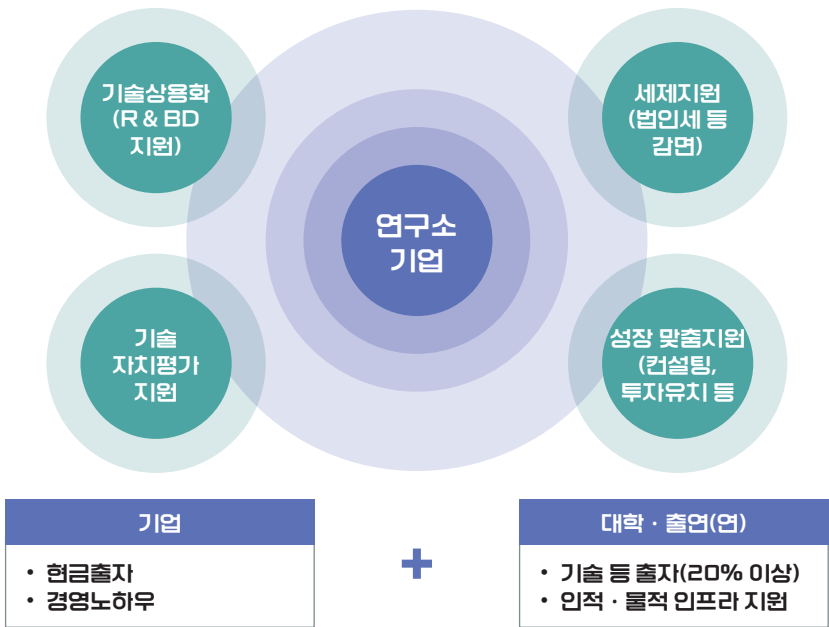 기술상용화
(R & BD
지원)
세제지원
(법인세 등
감면)
연구소
기업
기술
자치평가
지원
성장 맞춤지원
(컨설팅,
투자유치 등
기업
• 현금출자
• 경영노하우
+
대학 · 출연(연)
• 기술 등 출자(20% 이상)
• 인적 · 물적 인프라 지원